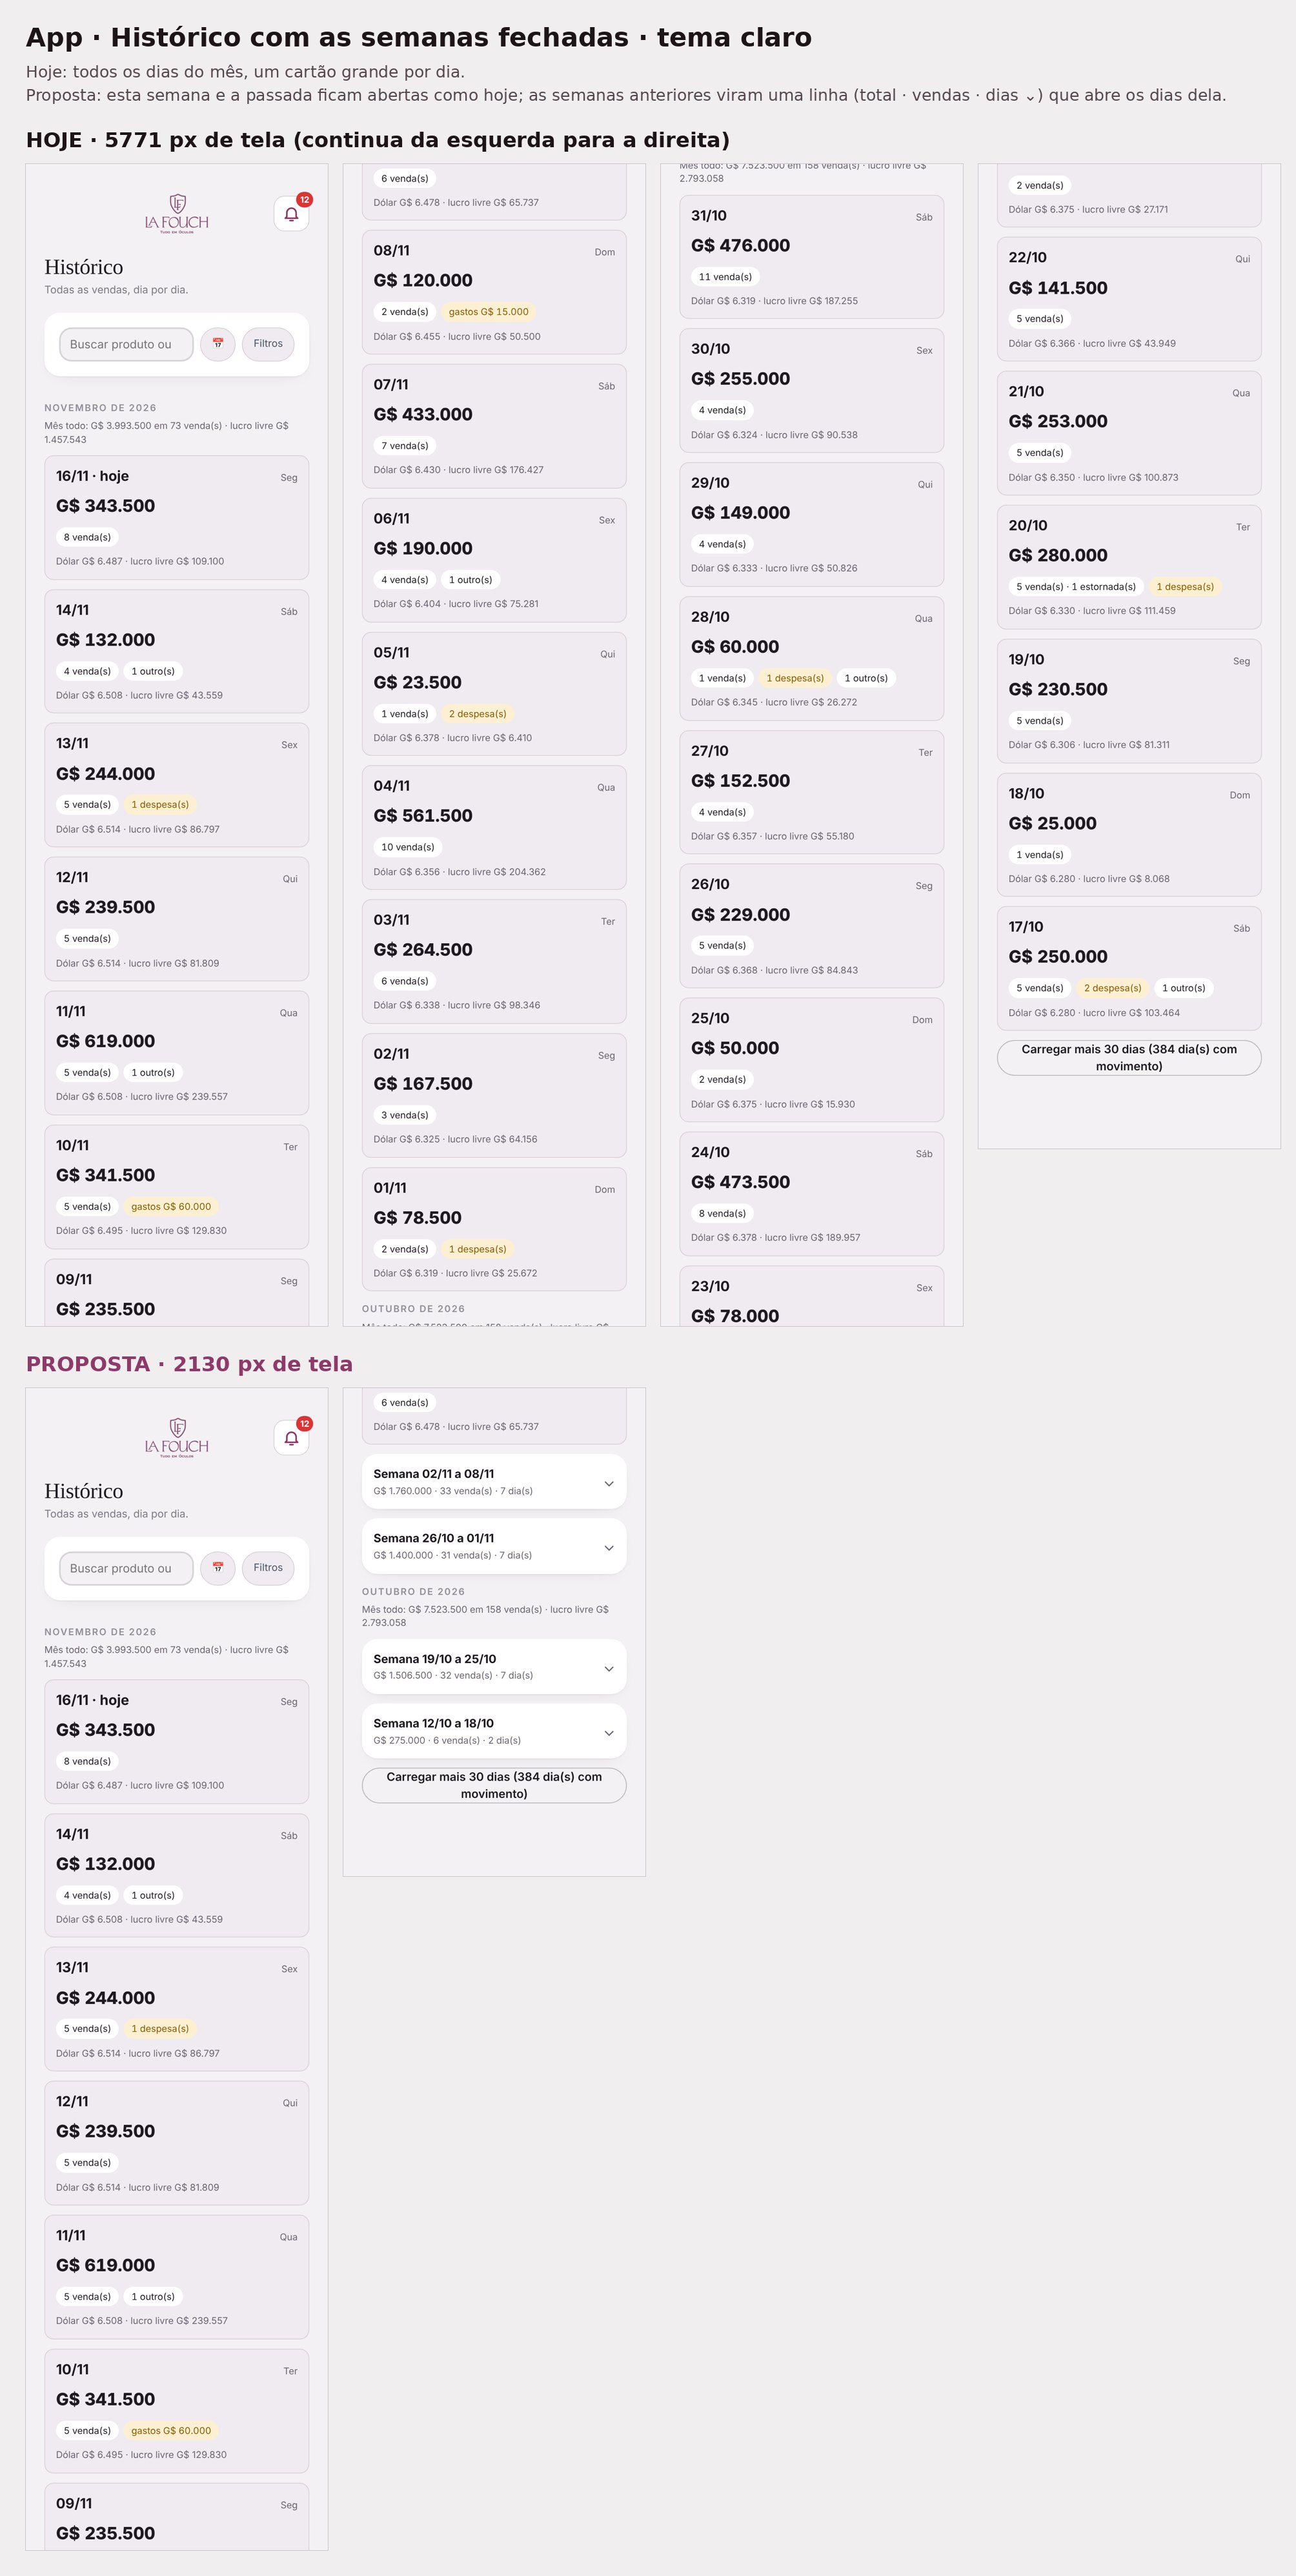 App · Histórico com as semanas fechadas · tema claro
Hoje: todos os dias do mês, um cartão grande por dia.
Proposta: esta semana e a passada ficam abertas como hoje; as semanas anteriores viram uma linha (total · vendas · dias ⌄) que abre os dias dela.
HOJE · 5771 px de tela (continua da esquerda para a direita)
LA FOUCH
12
Histórico
Todas as vendas, dia por dia.
Buscar produto ou
Filtros
NOVEMBRO DE 2026
Mês todo: G$ 3.993.500 em 73 venda(s) · lucro livre G$
1.457.543
16/11 · hoje
Seg
G$ 343.500
8 venda(s)
Dólar G$ 6.487 · lucro livre G$ 109.100
14/11
Sáb
G$ 132.000
4 venda(s)
1 outro(s)
Dólar G$ 6.508 · lucro livre G$ 43.559
13/11
Sex
G$ 244.000
5 venda(s)
1 despesa(s)
Dólar G$ 6.514 · lucro livre G$ 86.797
12/11
Qui
G$ 239.500
5 venda(s)
Dólar G$ 6.514 · lucro livre G$ 81.809
11/11
Qua
G$ 619.000
5 venda(s)
1 outro(s)
Dólar G$ 6.508 · lucro livre G$ 239.557
10/11
Ter
G$ 341.500
5 venda(s)
gastos G$ 60.000
Dólar G$ 6.495 · lucro livre G$ 129.830
09/11
Seg
G$ 235.500
6 venda(s)
Dólar G$ 6.478 · lucro livre G$ 65.737
08/11
Dom
G$ 120.000
2 venda(s)
gastos G$ 15.000
Dólar G$ 6.455 · lucro livre G$ 50.500
07/11
Sáb
G$ 433.000
7 venda(s)
Dólar G$ 6.430 · lucro livre G$ 176.427
06/11
Sex
G$ 190.000
4 venda(s)
1 outro(s)
Dólar G$ 6.404 · lucro livre G$ 75.281
05/11
Qui
G$ 23.500
1 venda(s)
2 despesa(s)
Dólar G$ 6.378 · lucro livre G$ 6.410
04/11
Qua
G$ 561.500
10 venda(s)
Dólar G$ 6.356 · lucro livre G$ 204.362
03/11
Ter
G$ 264.500
6 venda(s)
Dólar G$ 6.338 · lucro livre G$ 98.346
02/11
Seg
G$ 167.500
3 venda(s)
Dólar G$ 6.325 · lucro livre G$ 64.156
01/11
Dom
G$ 78.500
2 venda(s)
1 despesa(s)
Dólar G$ 6.319 · lucro livre G$ 25.672
OUTUBRO DE 2026
Mês todo: G$ 7.523.500 em 158 venda(s) · lucro livre G$
Mês todo: G$ 7.523.500 em 158 venda(s) · lucro livre G$
2.793.058
31/10
Sáb
G$ 476.000
11 venda(s)
Dólar G$ 6.319 · lucro livre G$ 187.255
30/10
Sex
G$ 255.000
4 venda(s)
Dólar G$ 6.324 · lucro livre G$ 90.538
29/10
Qui
G$ 149.000
4 venda(s)
Dólar G$ 6.333 · lucro livre G$ 50.826
28/10
Qua
G$ 60.000
1 venda(s)
1 despesa(s)
1 outro(s)
Dólar G$ 6.345 · lucro livre G$ 26.272
27/10
Ter
G$ 152.500
4 venda(s)
Dólar G$ 6.357 · lucro livre G$ 55.180
26/10
Seg
G$ 229.000
5 venda(s)
Dólar G$ 6.368 · lucro livre G$ 84.843
25/10
Dom
G$ 50.000
2 venda(s)
Dólar G$ 6.375 · lucro livre G$ 15.930
24/10
Sáb
G$ 473.500
8 venda(s)
Dólar G$ 6.378 · lucro livre G$ 189.957
23/10
Sex
G$ 78.000
2 venda(s)
Dólar G$ 6.375 · lucro livre G$ 27.171
22/10
Qui
G$ 141.500
5 venda(s)
Dólar G$ 6.366 · lucro livre G$ 43.949
21/10
Qua
G$ 253.000
5 venda(s)
Dólar G$ 6.350 · lucro livre G$ 100.873
20/10
Ter
G$ 280.000
5 venda(s) · 1 estornada(s)
1 despesa(s)
Dólar G$ 6.330 · lucro livre G$ 111.459
19/10
Seg
G$ 230.500
5 venda(s)
Dólar G$ 6.306 · lucro livre G$ 81.311
18/10
Dom
G$ 25.000
1 venda(s)
Dólar G$ 6.280 · lucro livre G$ 8.068
17/10
Sáb
G$ 250.000
5 venda(s)
2 despesa(s)
1 outro(s)
Dólar G$ 6.280 · lucro livre G$ 103.464
Carregar mais 30 dias (384 dia(s) com
movimento)
PROPOSTA · 2130 px de tela
LA FOUCH
12
Histórico
Todas as vendas, dia por dia.
Buscar produto ou
Filtros
NOVEMBRO DE 2026
Mês todo: G$ 3.993.500 em 73 venda(s) · lucro livre G$
1.457.543
16/11 · hoje
Seg
G$ 343.500
8 venda(s)
Dólar G$ 6.487 · lucro livre G$ 109.100
14/11
Sáb
G$ 132.000
4 venda(s)
1 outro(s)
Dólar G$ 6.508 · lucro livre G$ 43.559
13/11
Sex
G$ 244.000
5 venda(s)
1 despesa(s)
Dólar G$ 6.514 · lucro livre G$ 86.797
12/11
Qui
G$ 239.500
5 venda(s)
Dólar G$ 6.514 · lucro livre G$ 81.809
11/11
Qua
G$ 619.000
5 venda(s)
1 outro(s)
Dólar G$ 6.508 · lucro livre G$ 239.557
10/11
Ter
G$ 341.500
5 venda(s)
gastos G$ 60.000
Dólar G$ 6.495 · lucro livre G$ 129.830
09/11
Seg
G$ 235.500
6 venda(s)
Dólar G$ 6.478 · lucro livre G$ 65.737
Semana 02/11 a 08/11
G$ 1.760.000 · 33 venda(s) · 7 dia(s)
Semana 26/10 a 01/11
G$ 1.400.000 · 31 venda(s) · 7 dia(s)
OUTUBRO DE 2026
Mês todo: G$ 7.523.500 em 158 venda(s) · lucro livre G$
2.793.058
Semana 19/10 a 25/10
G$ 1.506.500 · 32 venda(s) · 7 dia(s)
Semana 12/10 a 18/10
G$ 275.000 · 6 venda(s) · 2 dia(s)
Carregar mais 30 dias (384 dia(s) com
movimento)